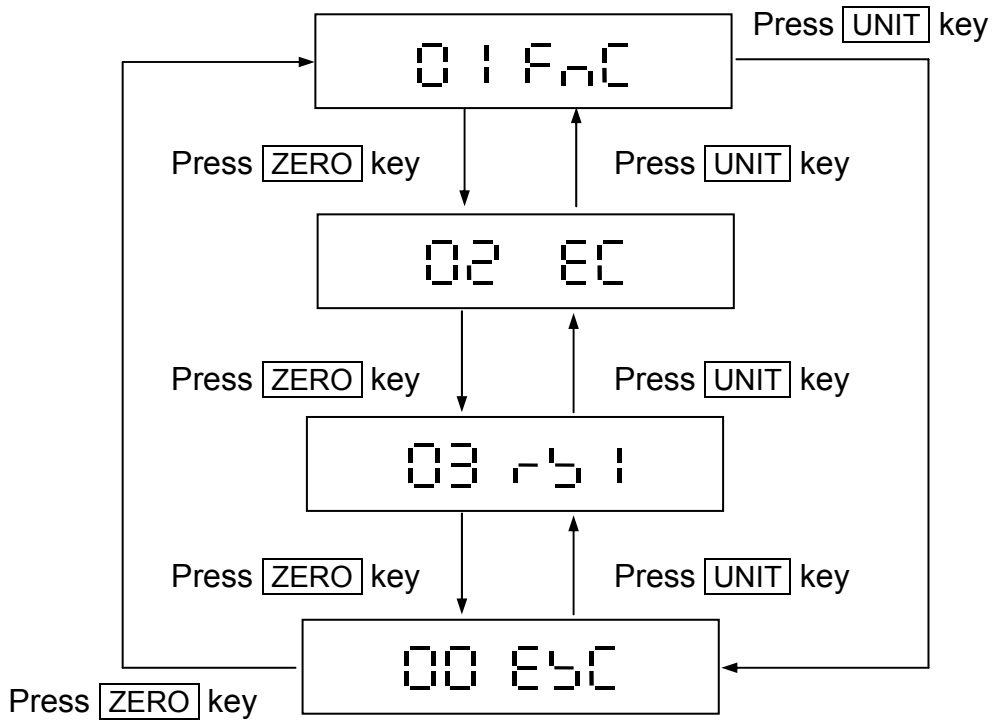 Press UNIT key
01 FnC
Press ZERO key
Press UNIT key
02 EC
Press ZERO key
Press UNIT key
03 rS1
Press ZERO key
Press UNIT key
00 ESC
Press ZERO key